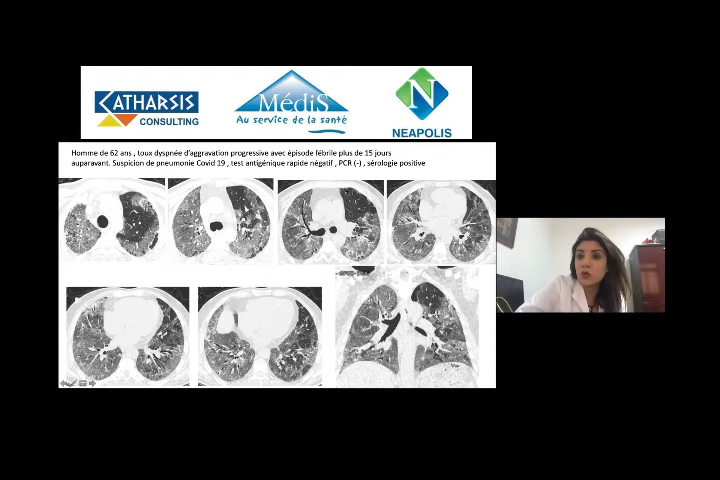 CATHARSIS
CONSULTING
MédiS
Au service de la santé
N
NEAPOLIS
Homme de 62 ans , toux dyspnée d'aggravation progressive avec épisode fébrile plus de 15 jours
auparavant. Suspicion de pneumonie Covid 19 , test antigénique rapide négatif , PCR (-) , sérologie positive